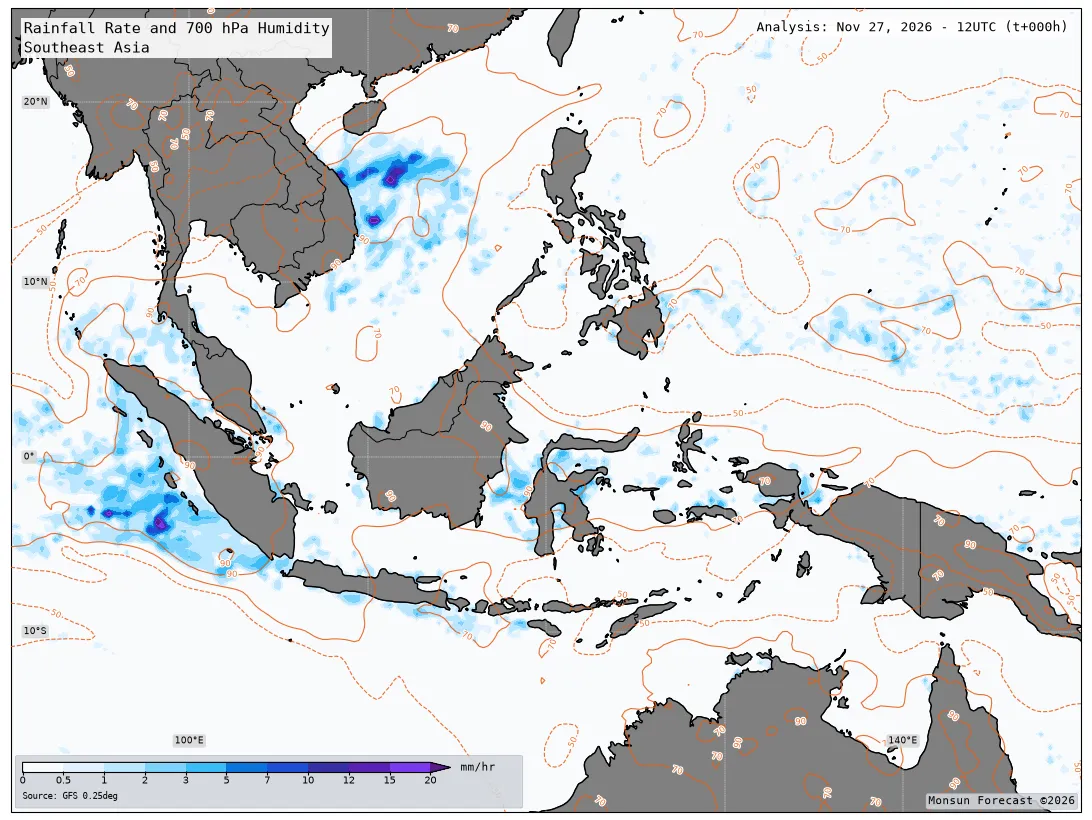 Rainfall Rate and 700 hPa Humidity
Southeast Asia
Analysis: Nov 27, 2026 - 12UTC (t+000h)
20°N
10°N
0°
10°S
100°E
140°E
mm/hr
0 0.5 1 2 3 5 7 10 12 15 20
Source: GFS 0.25deg
Monsun Forecast ©2026